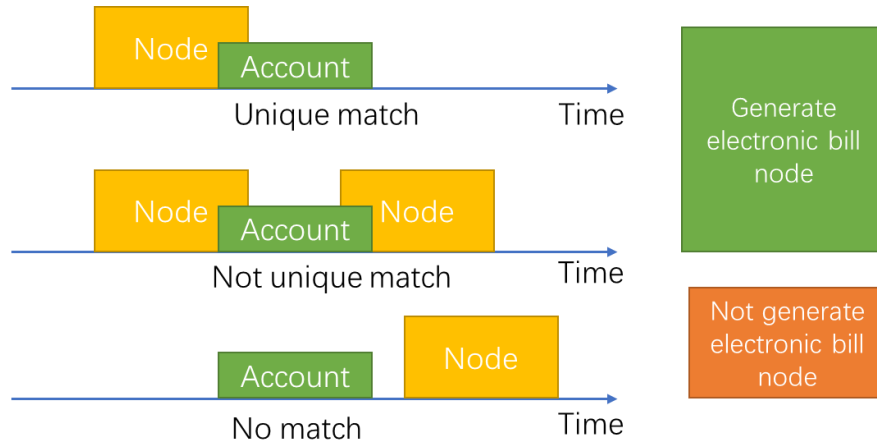 Node
Account
Unique match
Time
Node
Account
Node
Not unique match
Time
Account
Node
No match
Time
Generate
electronic bill
node
Not generate
electronic bill
node